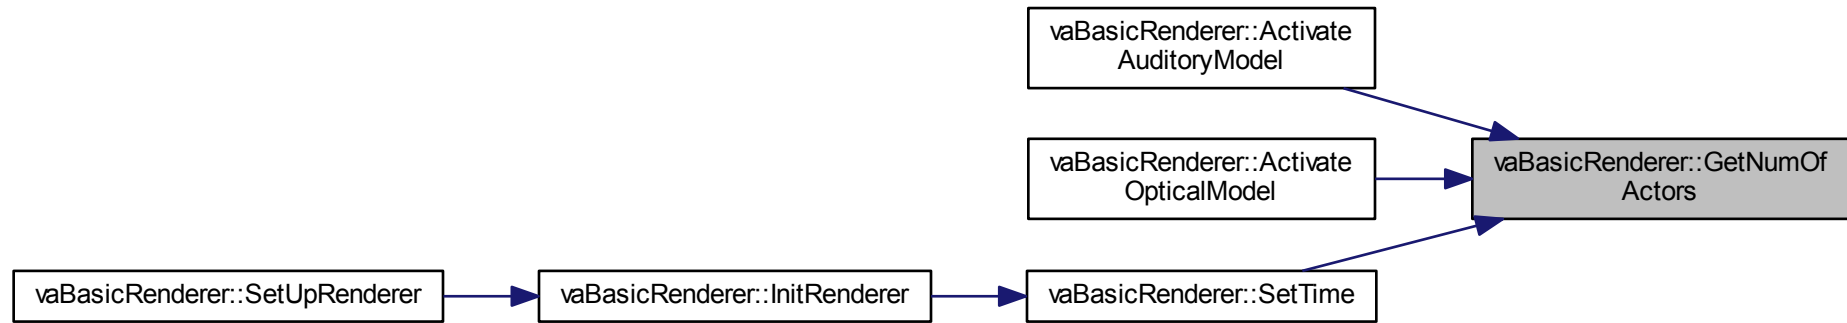 vaBasicRenderer::Activate
AuditoryModel
vaBasicRenderer::Activate
OpticalModel
vaBasicRenderer::GetNumOf
Actors
vaBasicRenderer::SetUpRenderer
vaBasicRenderer::InitRenderer
vaBasicRenderer::SetTime